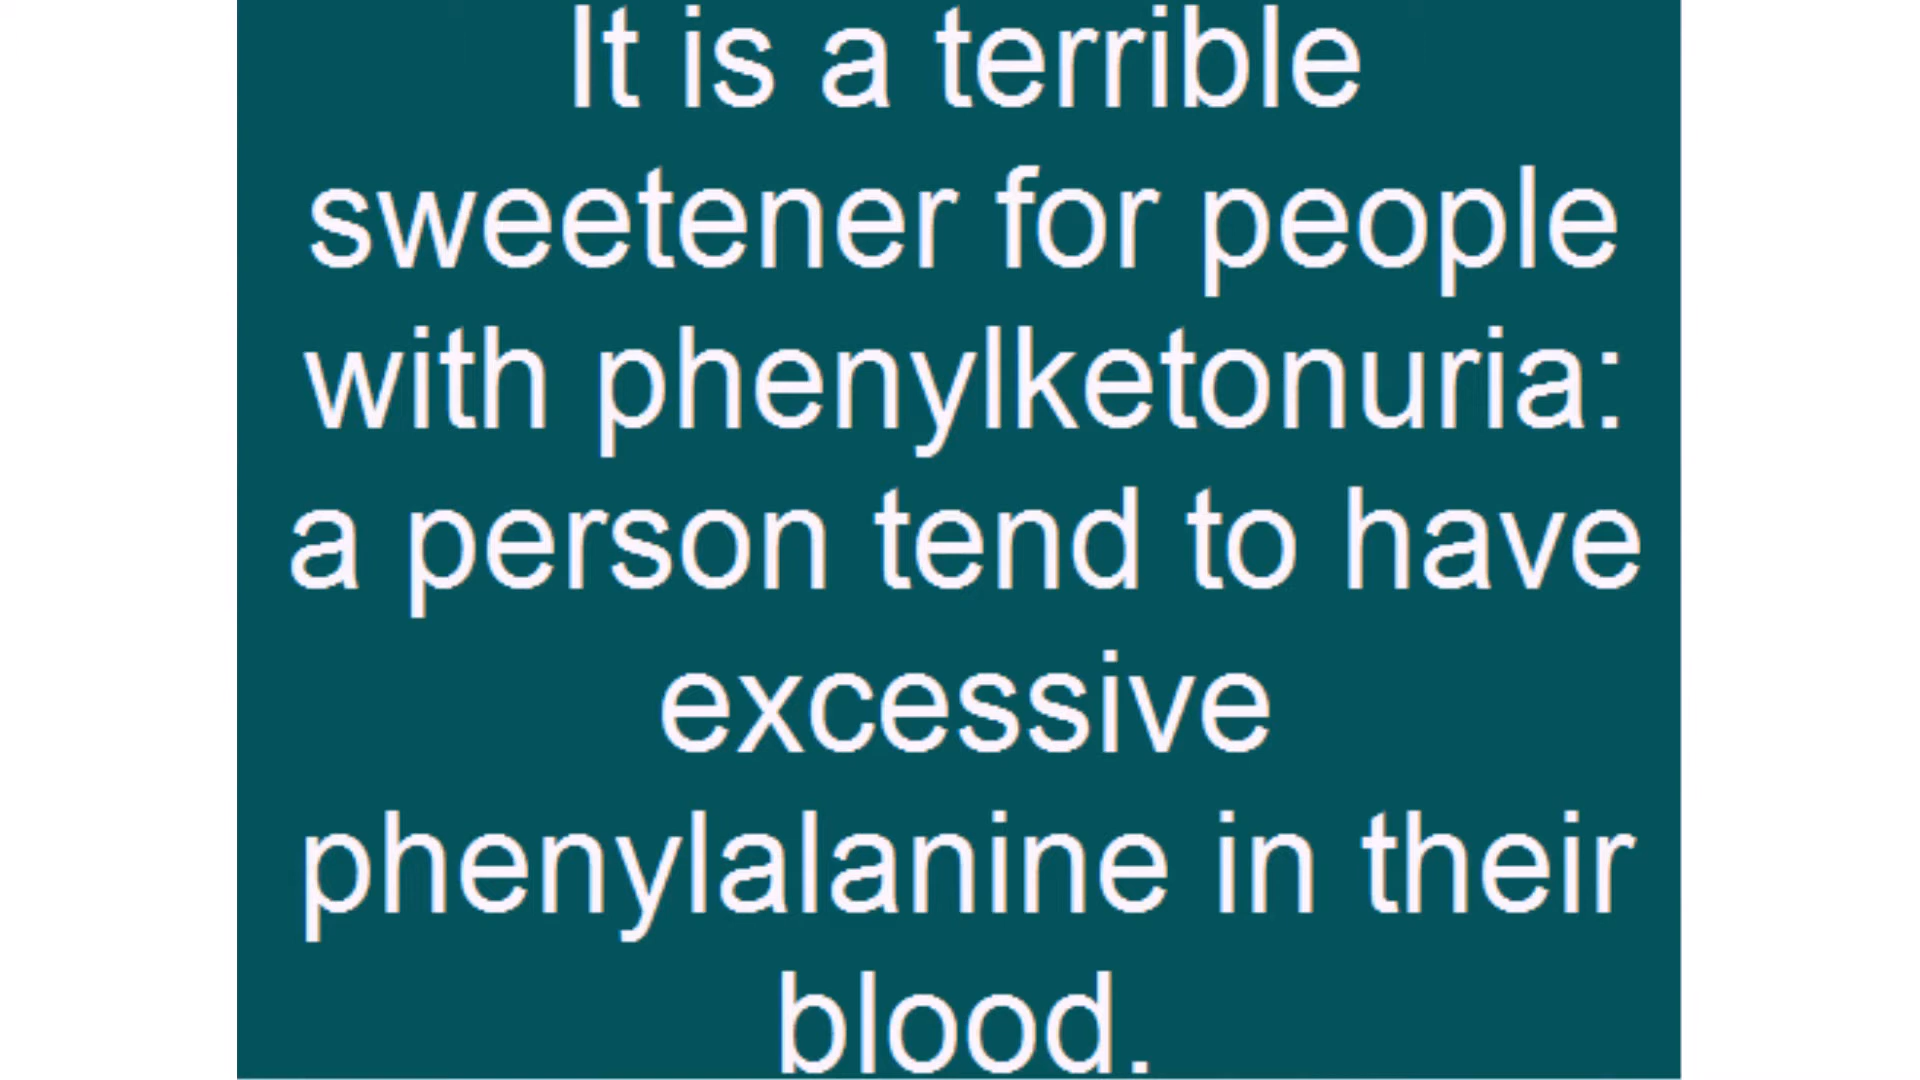 It is a terrible
sweetener for people
with phenylketonuria:
a person tend to have
excessive
phenylalanine in their
blood.